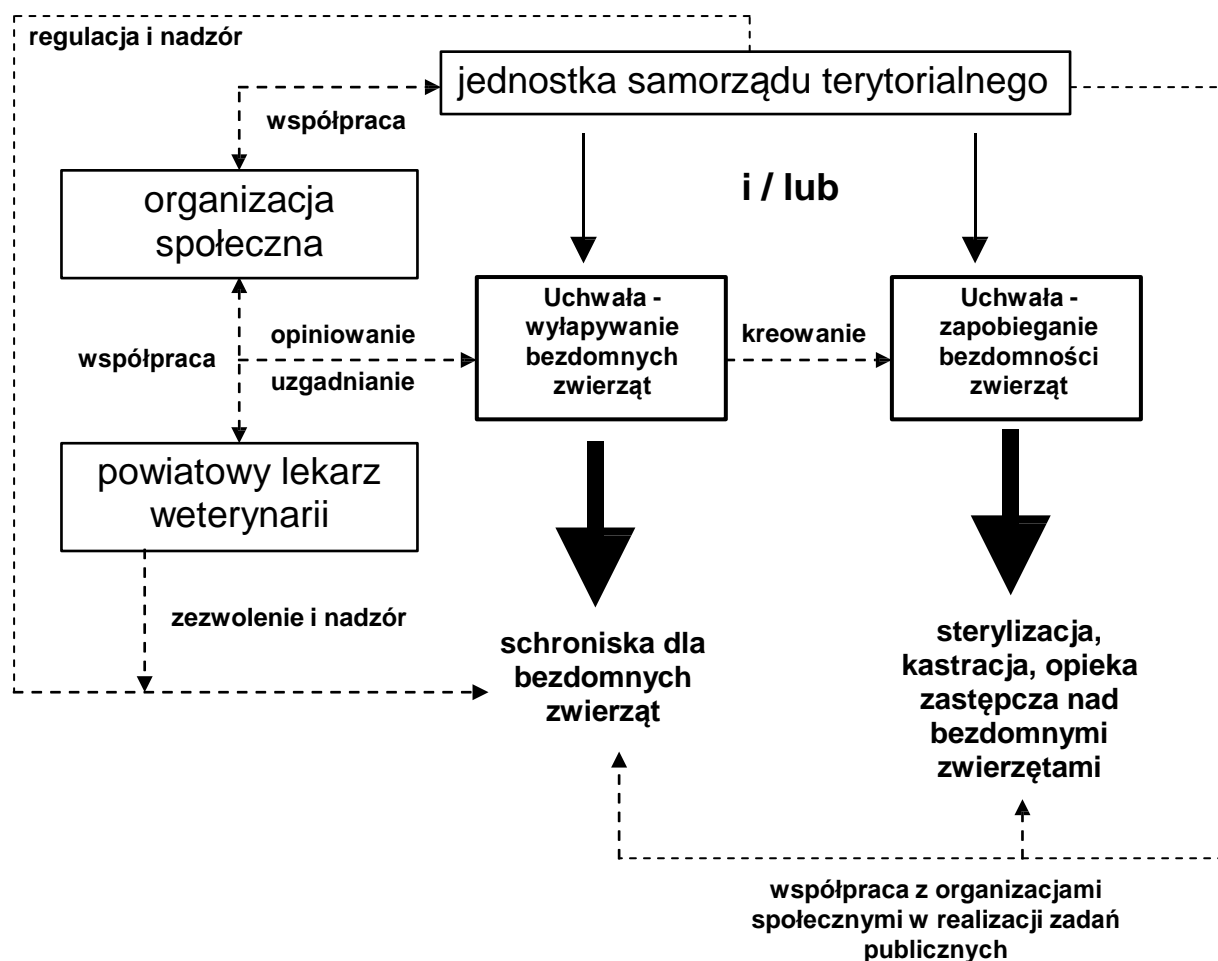 regulacja i nadzór
jednostka samorządu terytorialnego
współpraca
i / lub
organizacja
społeczna
Uchwała -
wyłapywanie
bezdomnych
zwierząt
Uchwała -
zapobieganie
bezdomności
zwierząt
opiniowanie
kreowanie
współpraca
uzgadnianie
powiatowy lekarz
weterynarii
zezwolenie i nadzór
schroniska dla
bezdomnych
zwierząt
sterylizacja,
kastracja, opieka
zastępcza nad
bezdomnymi
zwierzętami
współpraca z organizacjami
społecznymi w realizacji zadań
publicznych